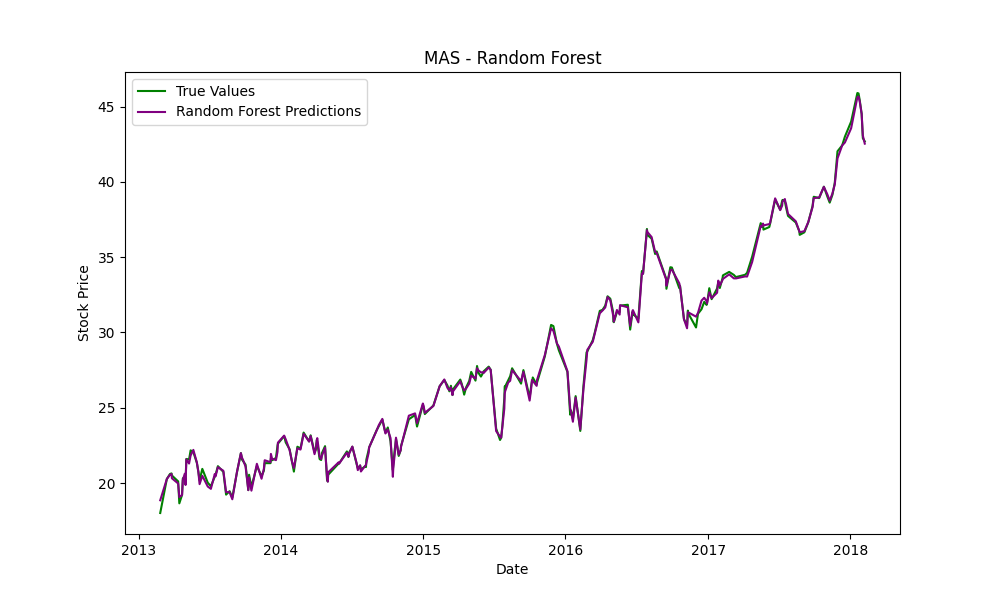 MAS - Random Forest
True Values
Random Forest Predictions
45
40
35
30
25
20
Stock Price
2013 2014 2015 2016 2017 2018
Date